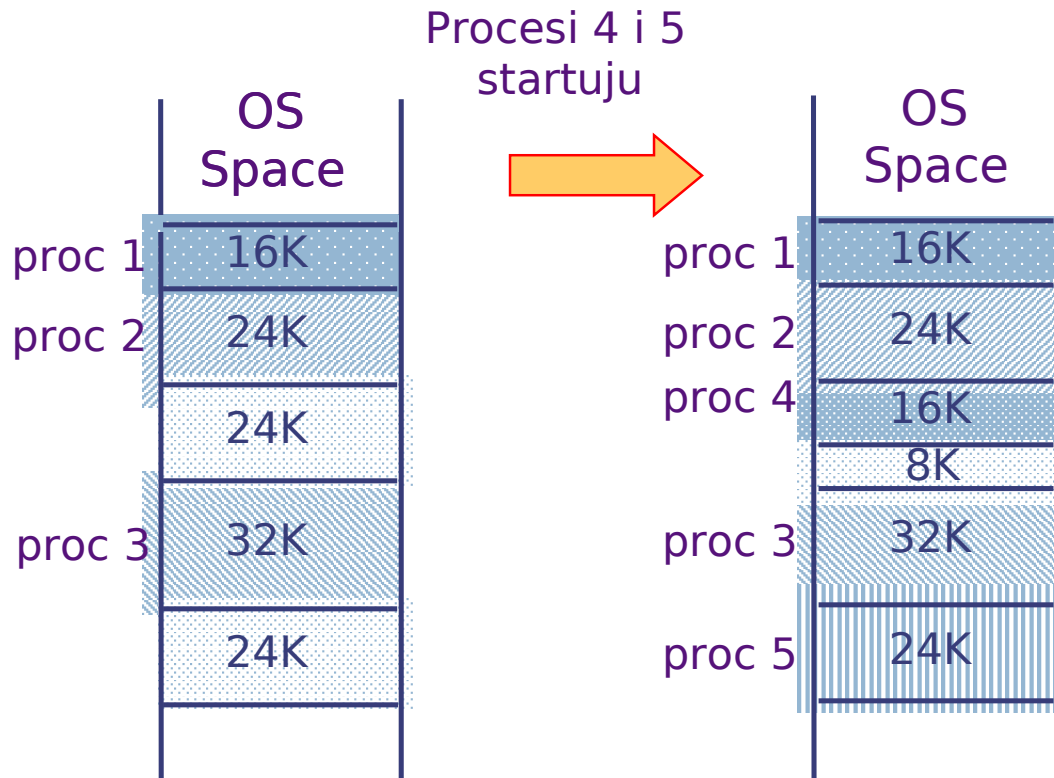 Procesi 4 i 5
startuju
OS
Space
proc 1
16K
proc 2
24K
24K
proc 3
32K
24K
OS
Space
proc 1
16K
proc 2
24K
proc 4
16K
8K
proc 3
32K
proc 5
24K